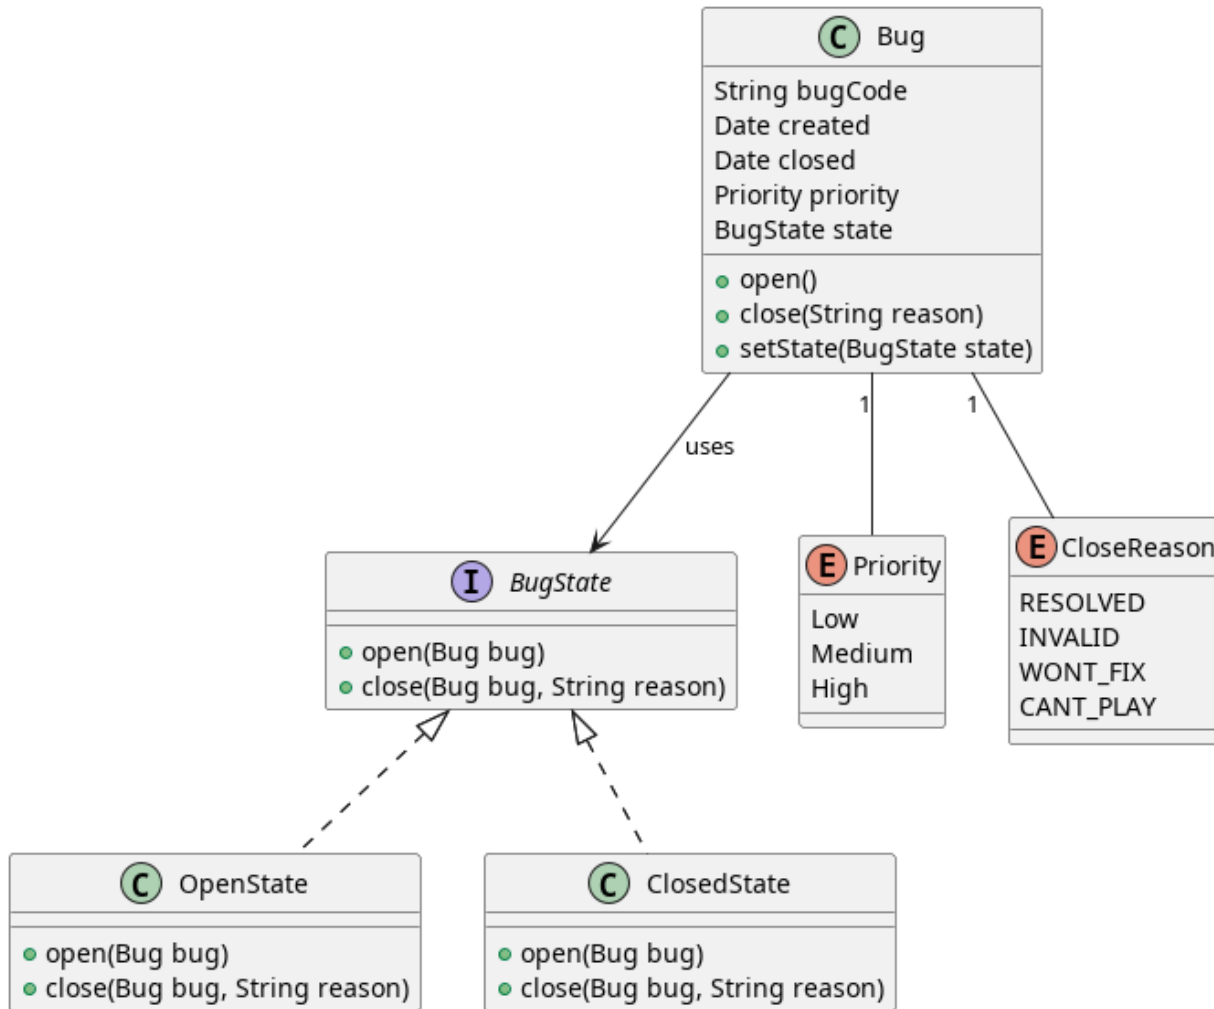 C Bug
String bugCode
Date created
Date closed
Priority priority
BugState state
open()
close(String reason)
setState(BugState state)
1
1
uses
I BugState
open(Bug bug)
close(Bug bug, String reason)
E Priority
Low
Medium
High
E CloseReason
RESOLVED
INVALID
WONT_FIX
CANT_PLAY
C OpenState
open(Bug bug)
close(Bug bug, String reason)
C ClosedState
open(Bug bug)
close(Bug bug, String reason)